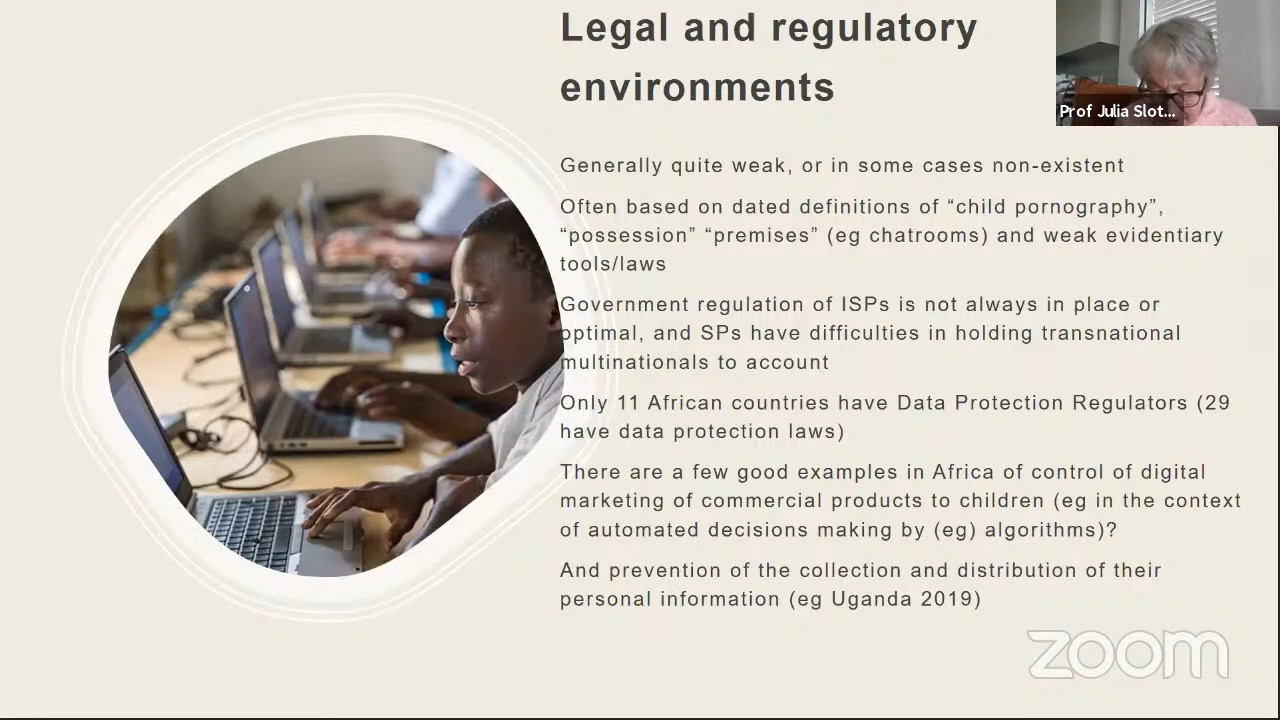 Legal and regulatory
environments
Prof Julia Slot...
Generally quite weak, or in some cases non-existent
Often based on dated definitions of “child pornography”,
“possession” “premises” (eg chatrooms) and weak evidentiary
tools/laws
Government regulation of ISPs is not always in place or
optimal, and SPs have difficulties in holding transnational
multinationals to account
Only 11 African countries have Data Protection Regulators (29
have data protection laws)
There are a few good examples in Africa of control of digital
marketing of commercial products to children (eg in the context
of automated decisions making by (eg) algorithms)?
And prevention of the collection and distribution of their
personal information (eg Uganda 2019)
zoom